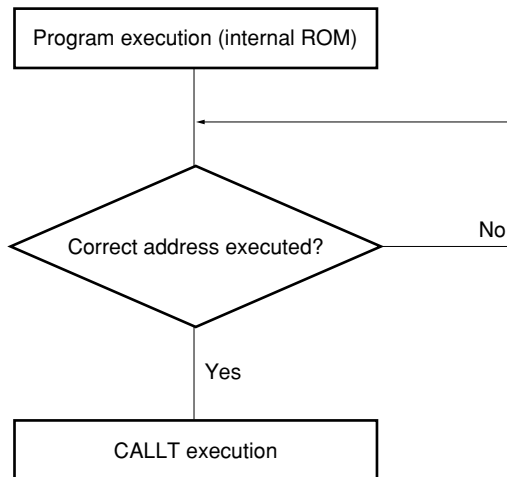 Program execution (internal ROM)
Correct address executed?
No
Yes
CALLT execution